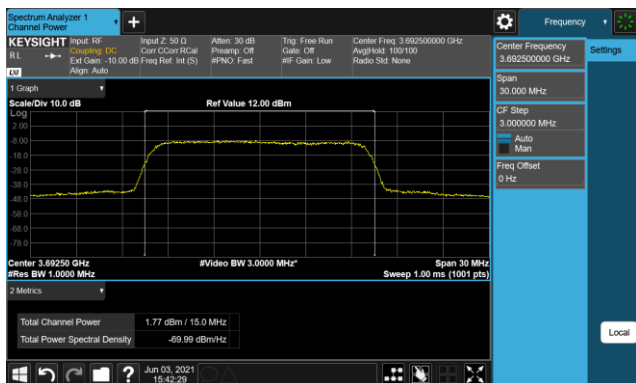 Spectrum Analyzer 1
Channel Power
+
Frequency
KEYSIGHT
RL
LXI
Input: RF
Coupling: DC
Ext Gain: -10.00 dB
Align: Auto
Input Z: 50 Ω
Corr CCorr RCal
Freq Ref: Int (S)
Atten: 30 dB
Preamp: Off
#PNO: Fast
Trig: Free Run
Gate: Off
#IF Gain: Low
Center Freq: 3.692500000 GHz
Avg|Hold: 100/100
Radio Std: None
Center Frequency
3.692500000 GHz
Settings
Span
30.000 MHz
CF Step
3.000000 MHz
Auto
Man
Freq Offset
0 Hz
1 Graph
Scale/Div 10.0 dB
Ref Value 12.00 dBm
Log
2.00
-8.00
-18.0
-28.0
-38.0
-48.0
-58.0
-68.0
-78.0
Center 3.69250 GHz
#Video BW 3.0000 MHz*
Span 30 MHz
#Res BW 1.0000 MHz
Sweep 1.00 ms (1001 pts)
2 Metrics
Total Channel Power
1.77 dBm / 15.0 MHz
Total Power Spectral Density
-69.99 dBm/Hz
Local
?
Jun 03, 2021
15:42:29